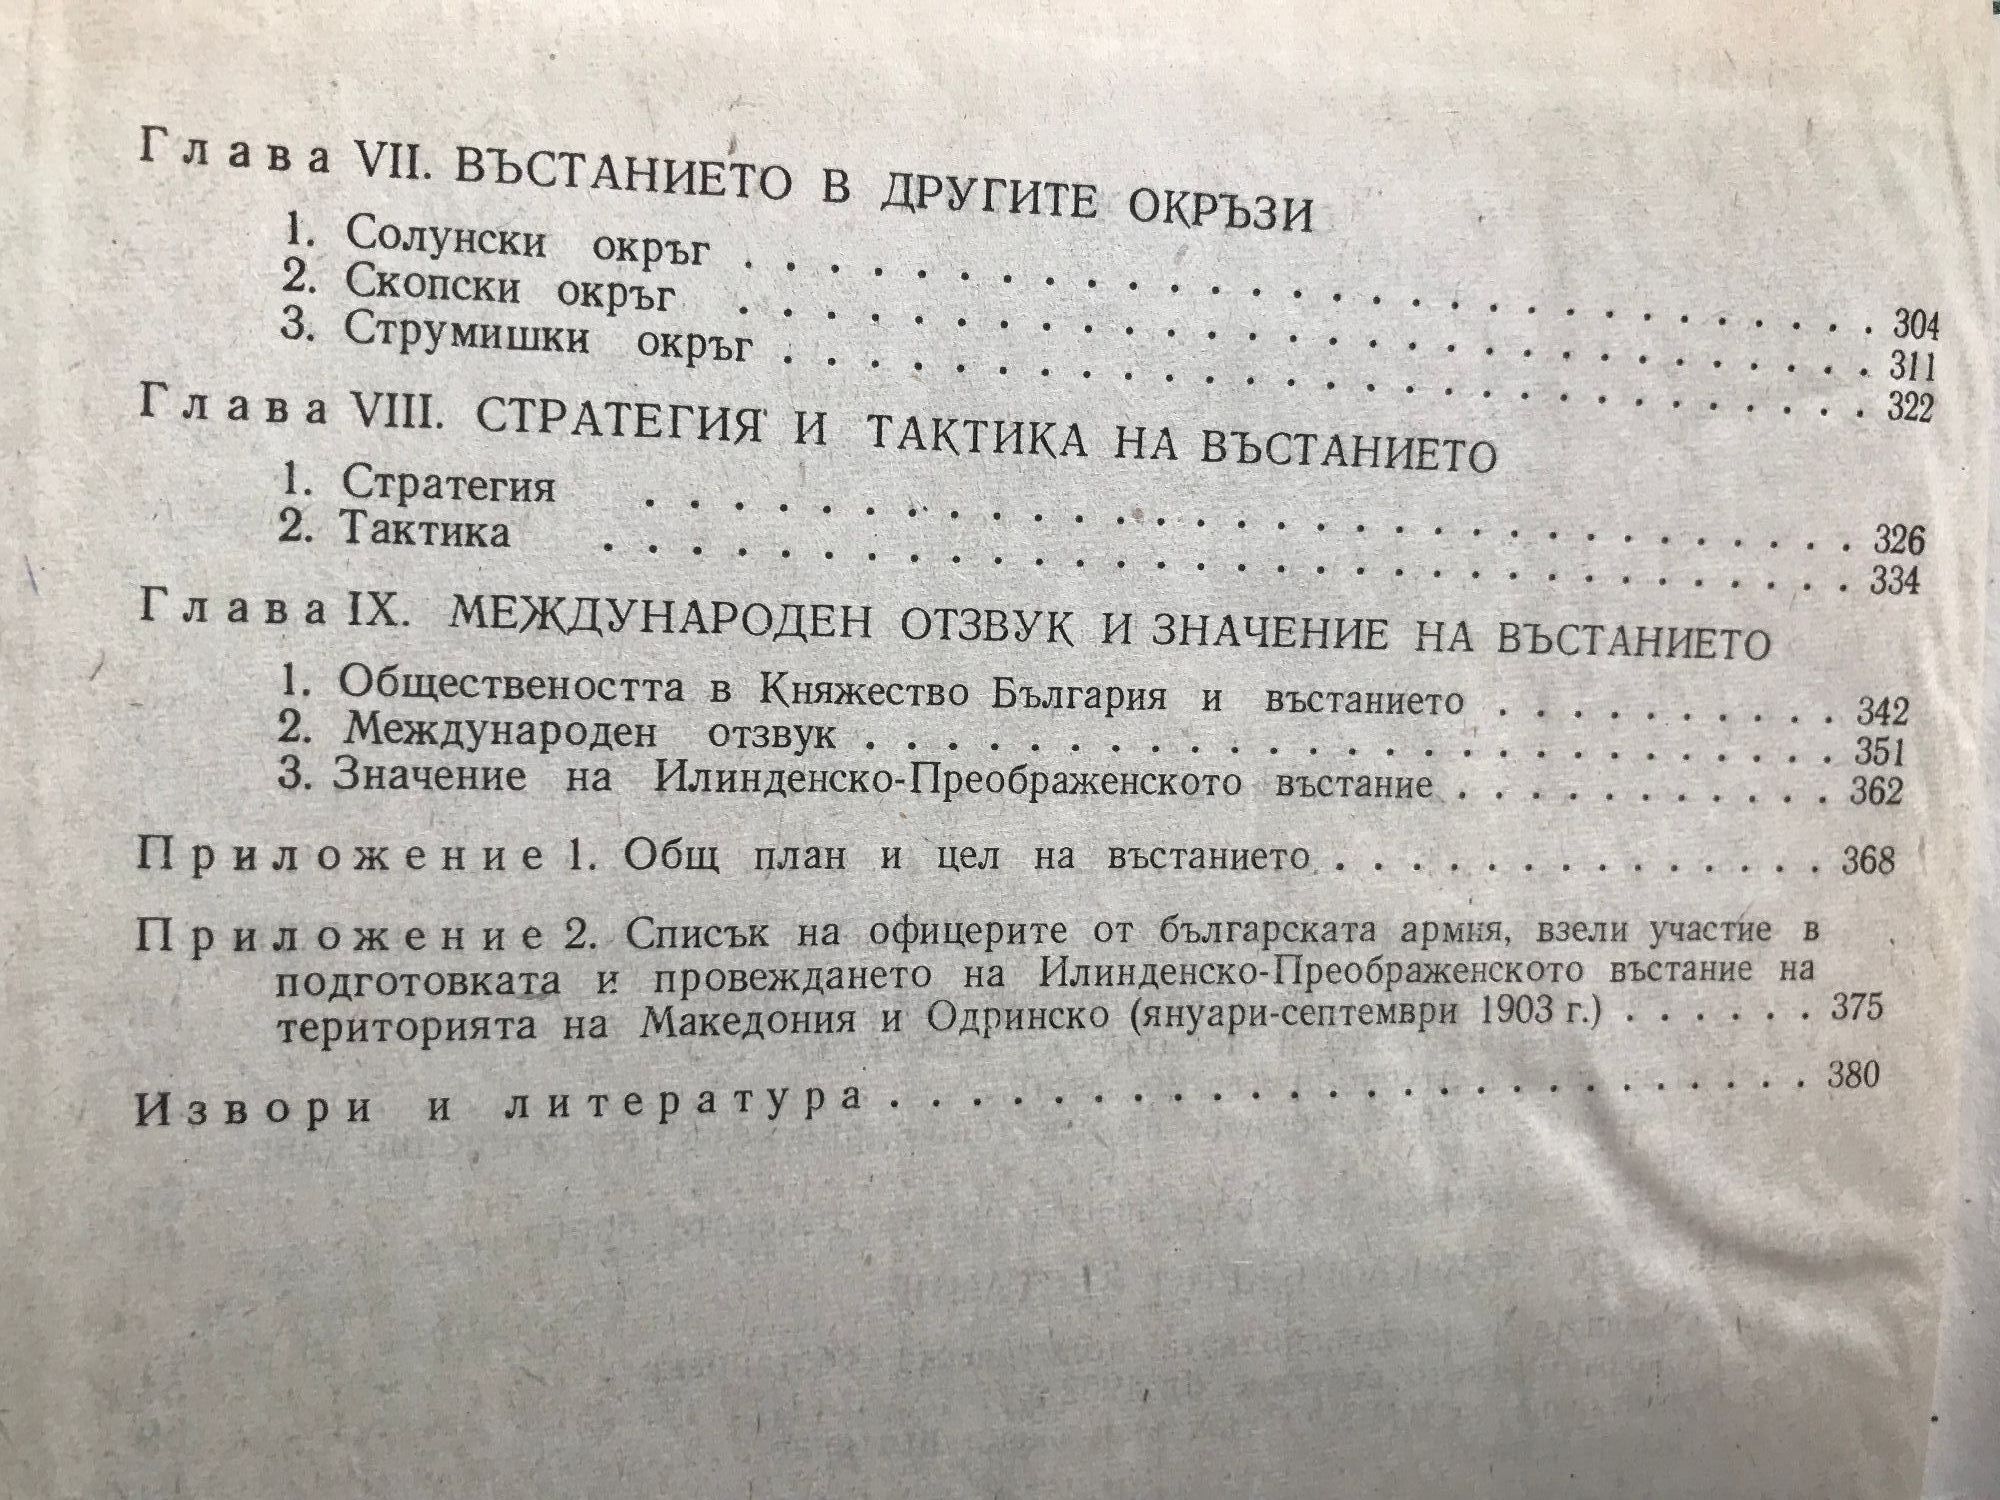 Глава VII. ВЪСТАНИЕТО В ДРУГИТЕ ОКРЪЗИ
1. Солунски окръг . . . . . . . . . . . . . . . . . . . . 304
2. Скопски окръг . . . . . . . . . . . . . . . . . . . . 311
3. Струмишки окръг . . . . . . . . . . . . . . . . . . . . 322
Глава VIII. СТРАТЕГИЯ И ТАКТИКА НА ВЪСТАНИЕТО
1. Стратегия . . . . . . . . . . . . . . . . . . . . 326
2. Тактика . . . . . . . . . . . . . . . . . . . . 334
Глава IX. МЕЖДУНАРОДЕН ОТЗВУК И ЗНАЧЕНИЕ НА ВЪСТАНИЕТО
1. Обществеността в Княжество България и въстанието . . . . . . . . . 342
2. Международен отзвук . . . . . . . . . . . . . . . . . . . . 351
3. Значение на Илинденско-Преображенското въстание . . . . . . . . . . 362
Приложение 1. Общ план и цел на въстанието . . . . . . . . . . . . . 368
Приложение 2. Списък на офицерите от българската армия, взели участие в
подготовката и провеждането на Илинденско-Преображенското въстание на
територията на Македония и Одринско (януари-септември 1903 г.) . . . . . . 375
Извори и литература . . . . . . . . . . . . . . . . . . . . 380